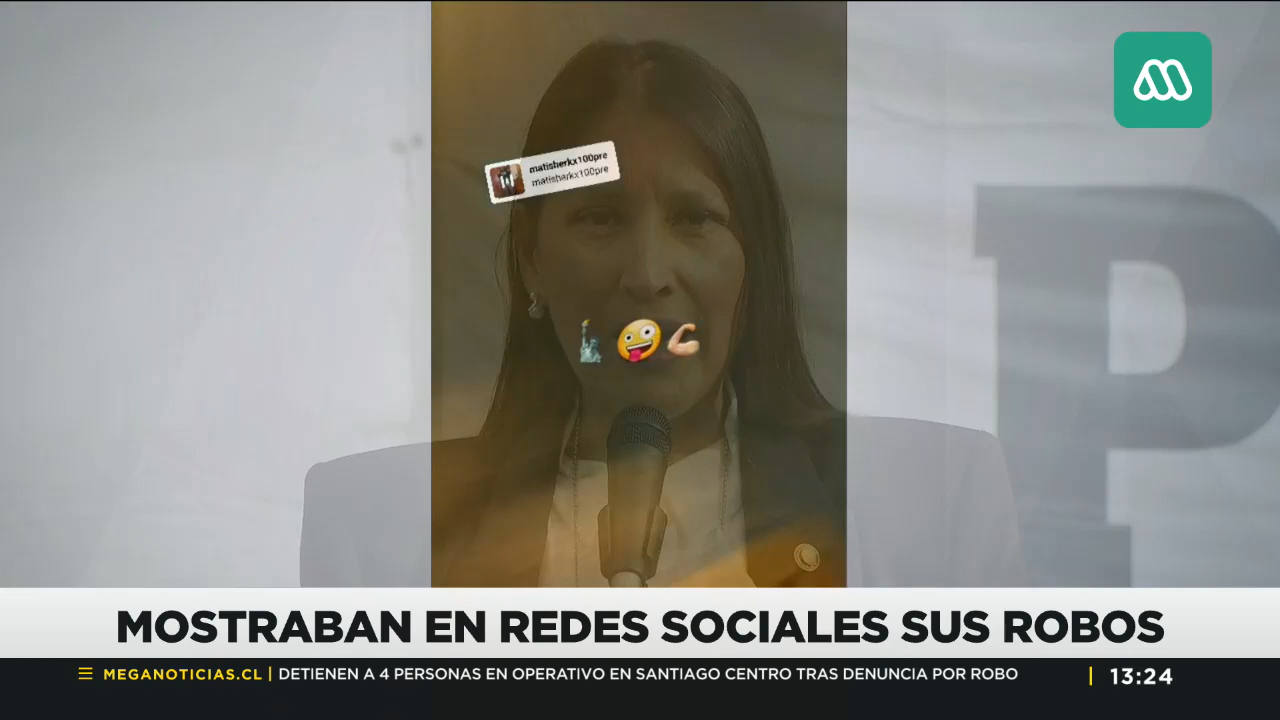 matisherkx100pre
matisherkx100pre
P
MOSTRABAN EN REDES SOCIALES SUS ROBOS
MEGANOTICIAS.CL | DETIENEN A 4 PERSONAS EN OPERATIVO EN SANTIAGO CENTRO TRAS DENUNCIA POR ROBO | 13:24